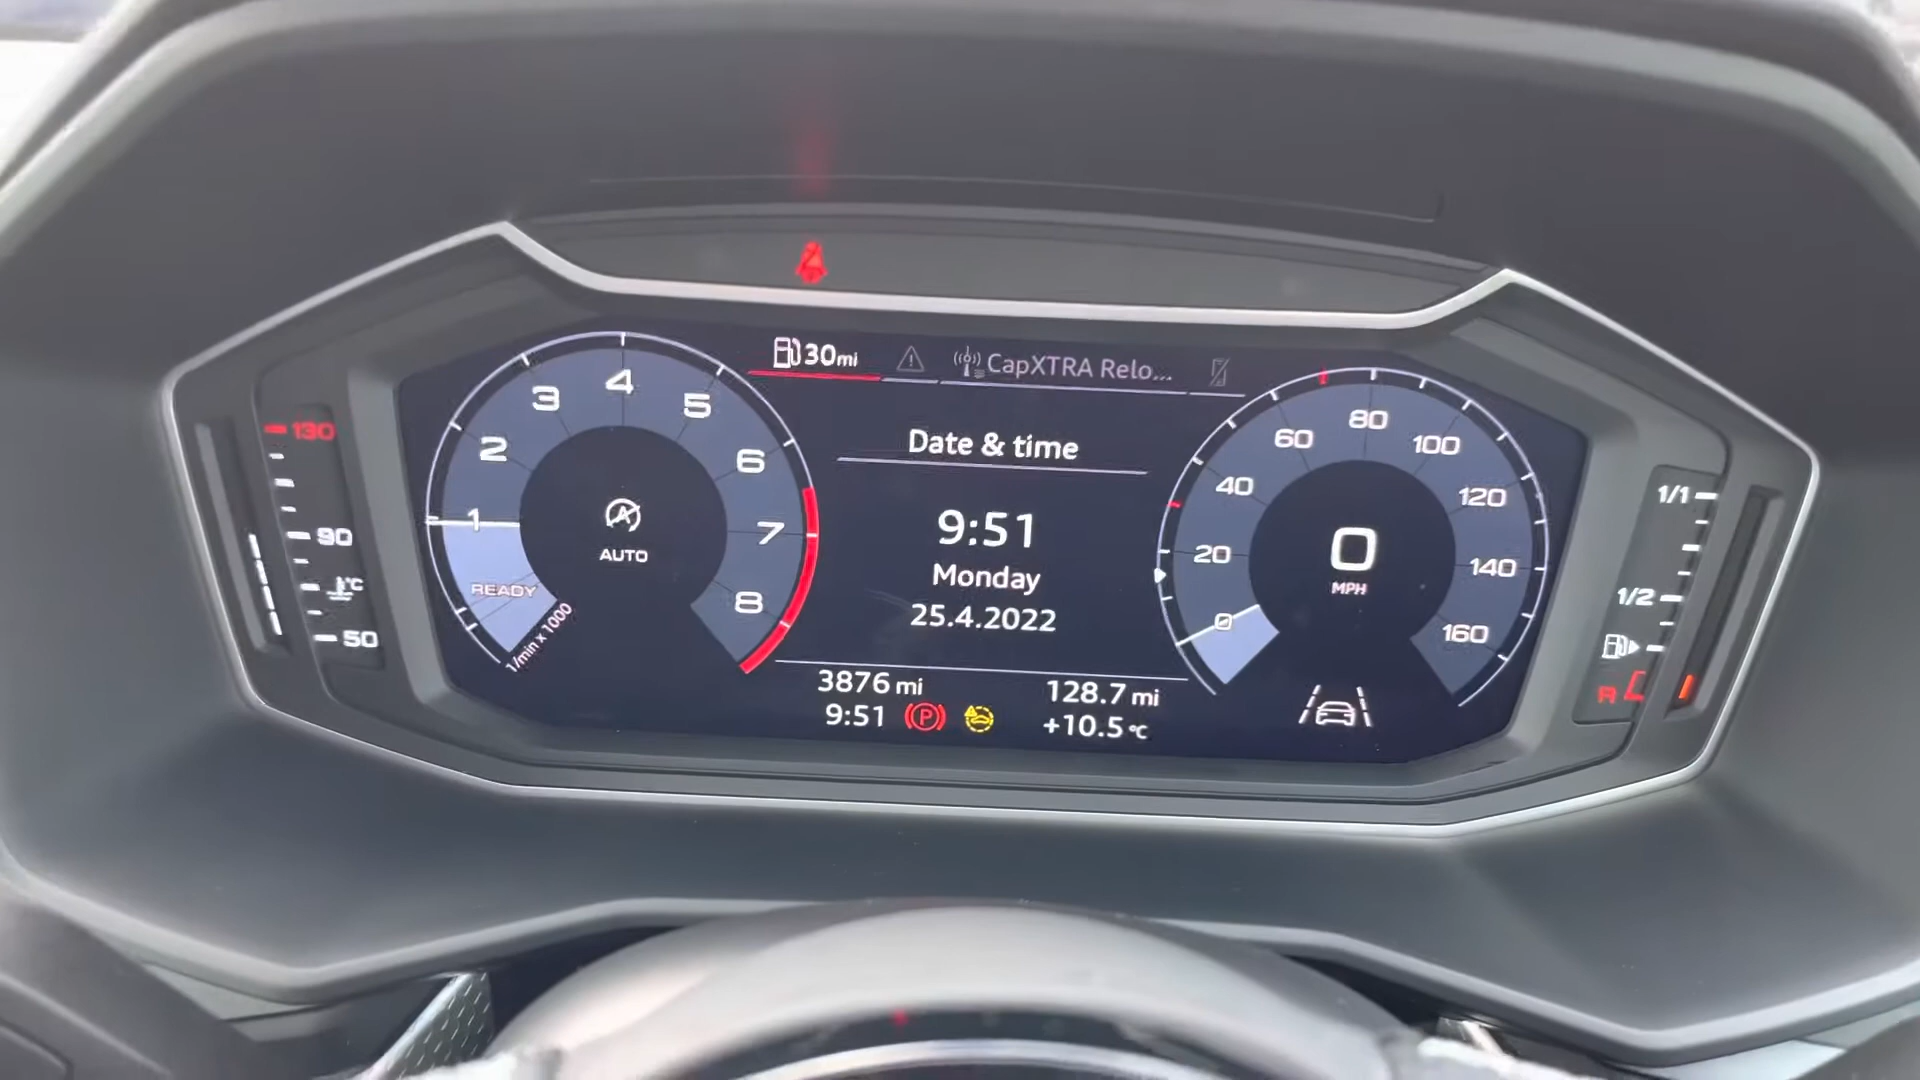 30mi
CapXTRA Relo...
Date & time
9:51
Monday
25.4.2022
3876 mi
128.7 mi
9:51
P
+10.5 °C
1
2
3
4
5
6
7
8
A
AUTO
READY
1/min x 1000
0
20
40
60
80
100
120
140
160
0
MPH
130
90
°C
50
1/1
1/2
R